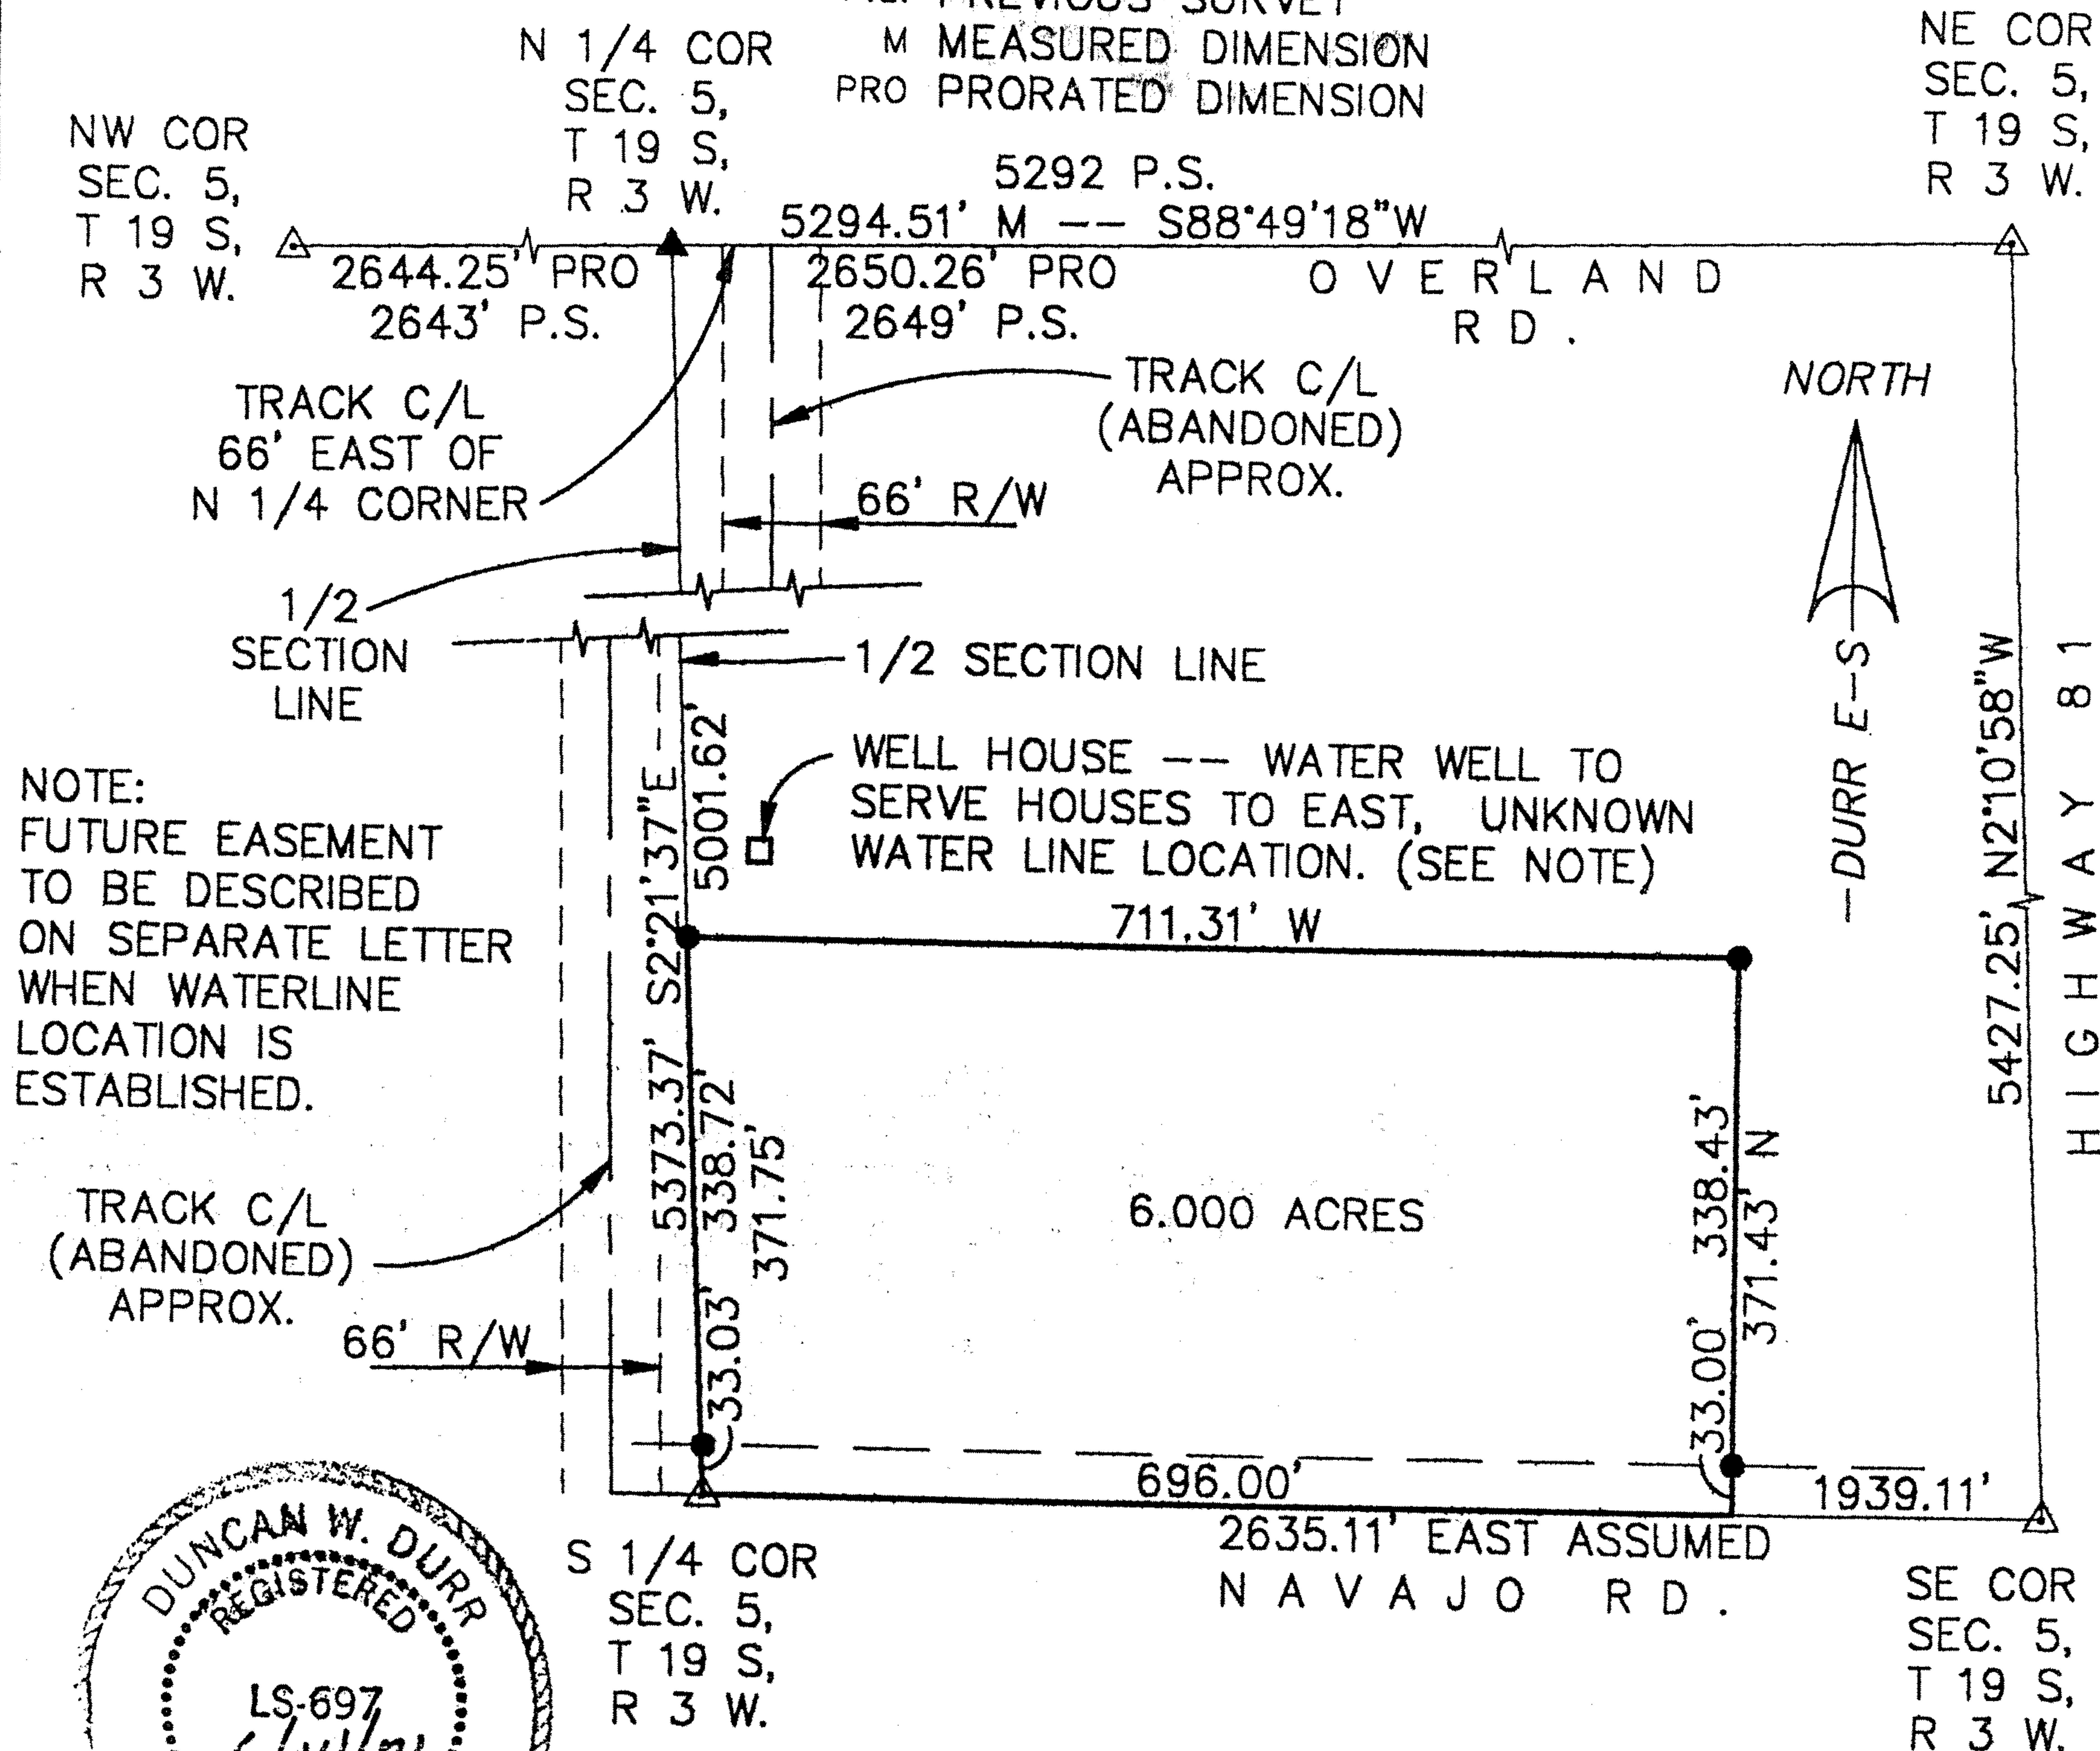 PREVIOUS SURVEY
M MEASURED DIMENSION
PRO PRORATED DIMENSION
N 1/4 COR
SEC. 5,
T 19 S,
R 3 W.
NE COR
SEC. 5,
T 19 S,
R 3 W.
NW COR
SEC. 5,
T 19 S,
R 3 W.
5292 P.S.
5294.51' M -- S88°49'18"W
2644.25' PRO
2643' P.S.
2650.26' PRO
2649' P.S.
OVERLAND
RD.
TRACK C/L
66' EAST OF
N 1/4 CORNER
TRACK C/L
(ABANDONED)
APPROX.
66' R/W
NORTH
DURR E-S
1/2
SECTION
LINE
1/2 SECTION LINE
5427.25' N2°10'58"W
HIGHWAY 81
WELL HOUSE -- WATER WELL TO
SERVE HOUSES TO EAST, UNKNOWN
WATER LINE LOCATION. (SEE NOTE)
NOTE:
FUTURE EASEMENT
TO BE DESCRIBED
ON SEPARATE LETTER
WHEN WATERLINE
LOCATION IS
ESTABLISHED.
5373.37' S2°21'37"E
5001.62'
711.31' W
338.72'
371.75'
33.03'
6.000 ACRES
338.43'
371.43' N
33.00'
TRACK C/L
(ABANDONED)
APPROX.
66' R/W
696.00'
1939.11'
2635.11' EAST ASSUMED
NAVAJO RD.
S 1/4 COR
SEC. 5,
T 19 S,
R 3 W.
SE COR
SEC. 5,
T 19 S,
R 3 W.
DUNCAN W. DURR
REGISTERED
LS-697